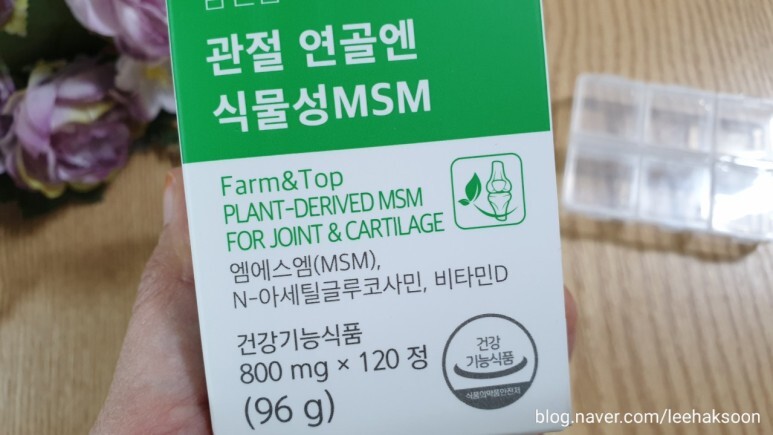 관절 연골엔
식물성MSM
Farm&Top
PLANT-DERIVED MSM
FOR JOINT & CARTILAGE
엠에스엠(MSM),
N-아세틸글루코사민, 비타민D
건강기능식품
800 mg × 120 정
(96 g)
건강
기능식품
식품의약품안전처
blog.naver.com/leehaksoon